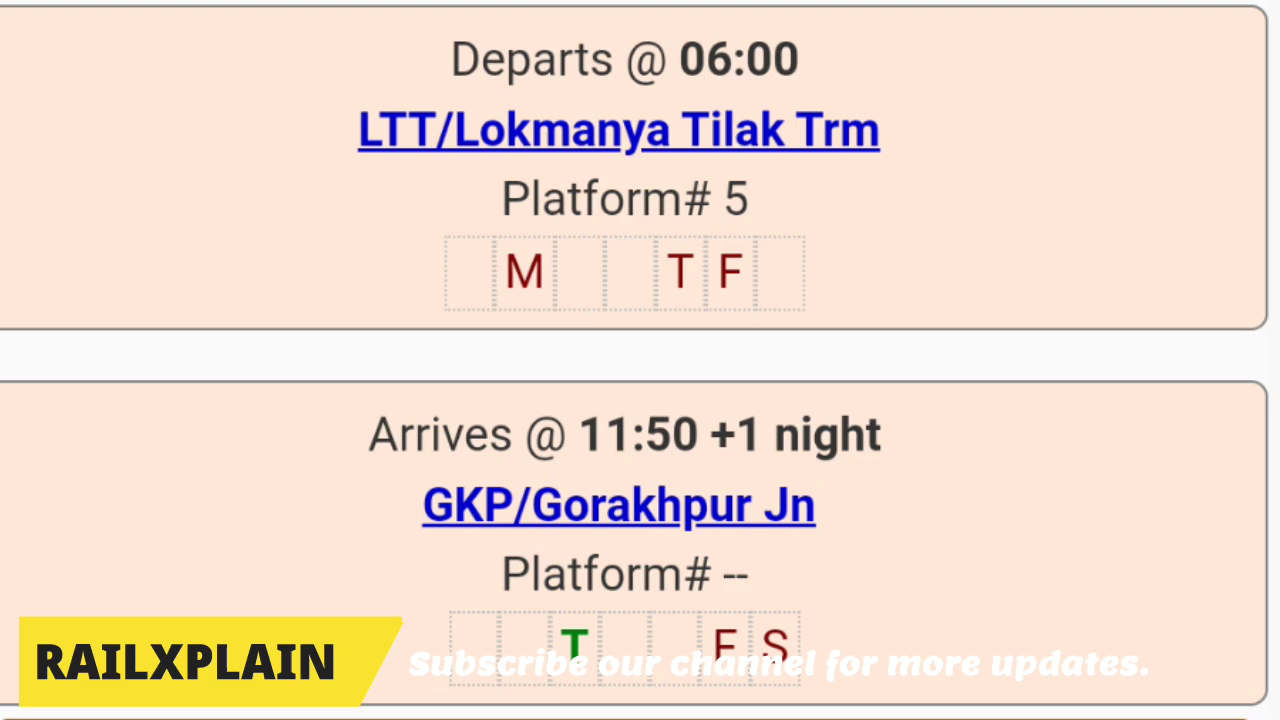 Departs @ 06:00
LTT/Lokmanya Tilak Trm
Platform# 5
M T F
Arrives @ 11:50 +1 night
GKP/Gorakhpur Jn
Platform# --
T F S
RAILXPLAIN
Subscribe our channel for more updates.